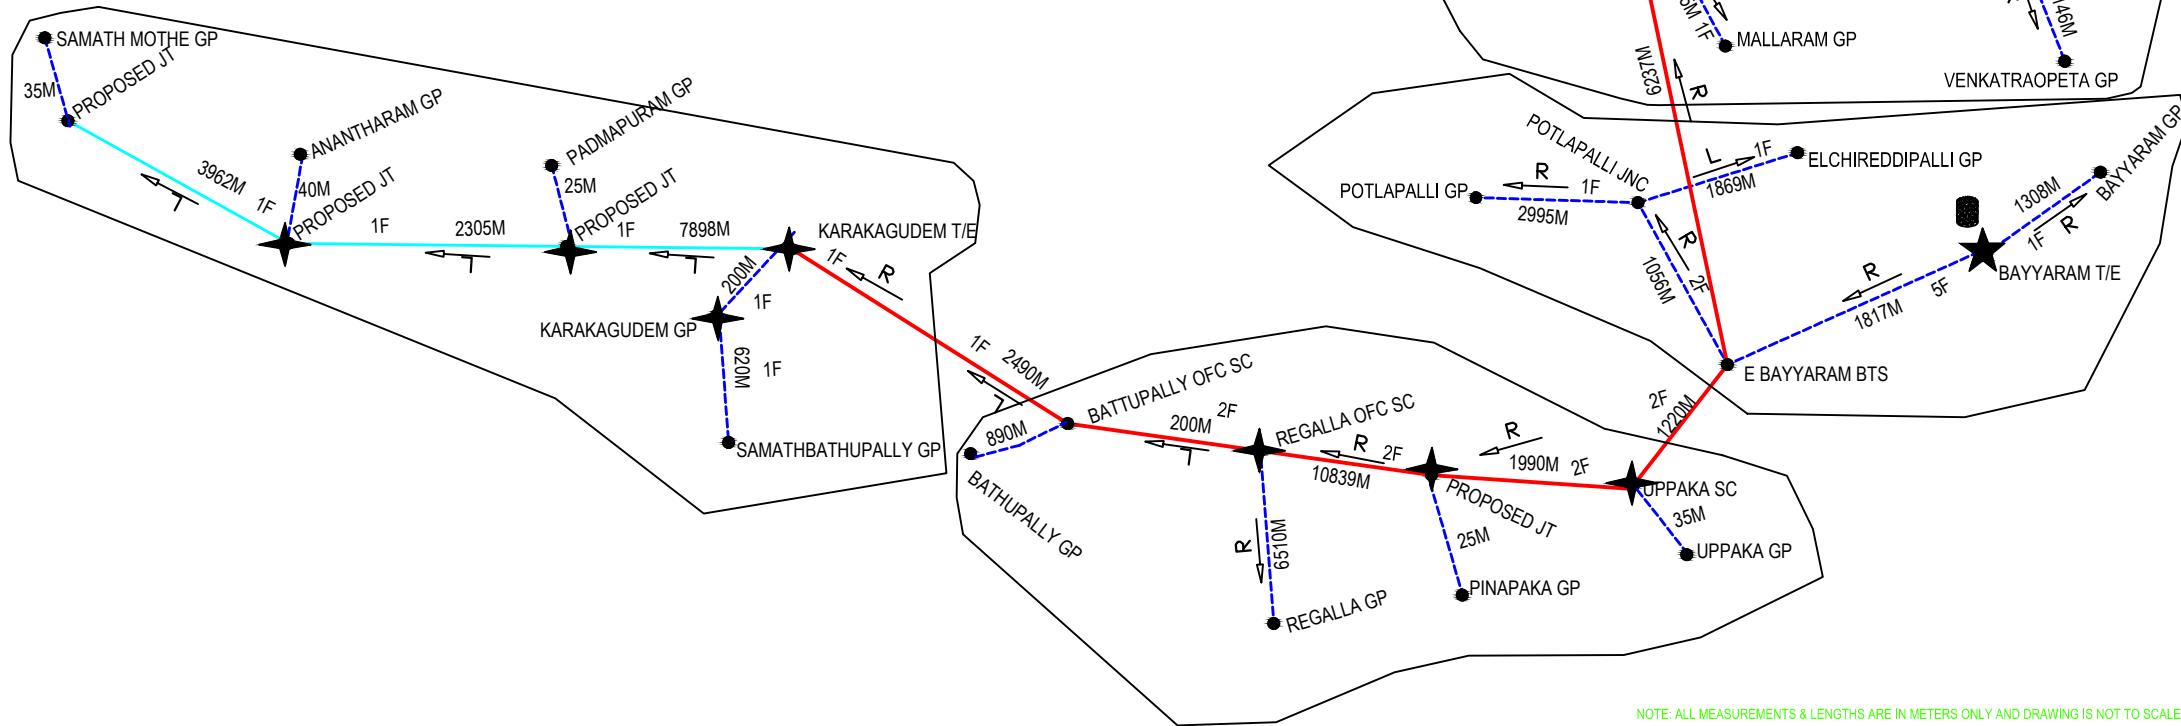 SAMATH MOTHE GP
35M
PROPOSED JT
3962M
1F
ANANTHARAM GP
40M
PROPOSED JT
1F
2305M
PADMAPURAM GP
25M
PROPOSED JT
1F
7898M
KARAKAGUDEM T/E
1F
R
200M
1F
KARAKAGUDEM GP
620M
1F
SAMATHBATHUPALLY GP
1F
2490M
BATTUPALLY OFC SC
890M
BATHUPALLY GP
200M
2F
REGALLA OFC SC
R
2F
10839M
R
6510M
REGALLA GP
PROPOSED JT
25M
PINAPAKA GP
R
1990M
2F
UPPAKA SC
35M
UPPAKA GP
2F
1220M
E BAYYARAM BTS
1F
MALLARAM GP
146M
VENKATRAOPETA GP
6237M
R
POTLAPALLI JNC
L
1F
1869M
ELCHIREDDIPALLI GP
POTLAPALLI GP
R
1F
2995M
1056M
R
2F
R
1817M
5F
BAYYARAM T/E
1308M
1F
R
BAYYARAM GP
NOTE: ALL MEASUREMENTS & LENGTHS ARE IN METERS ONLY AND DRAWING IS NOT TO SCALE